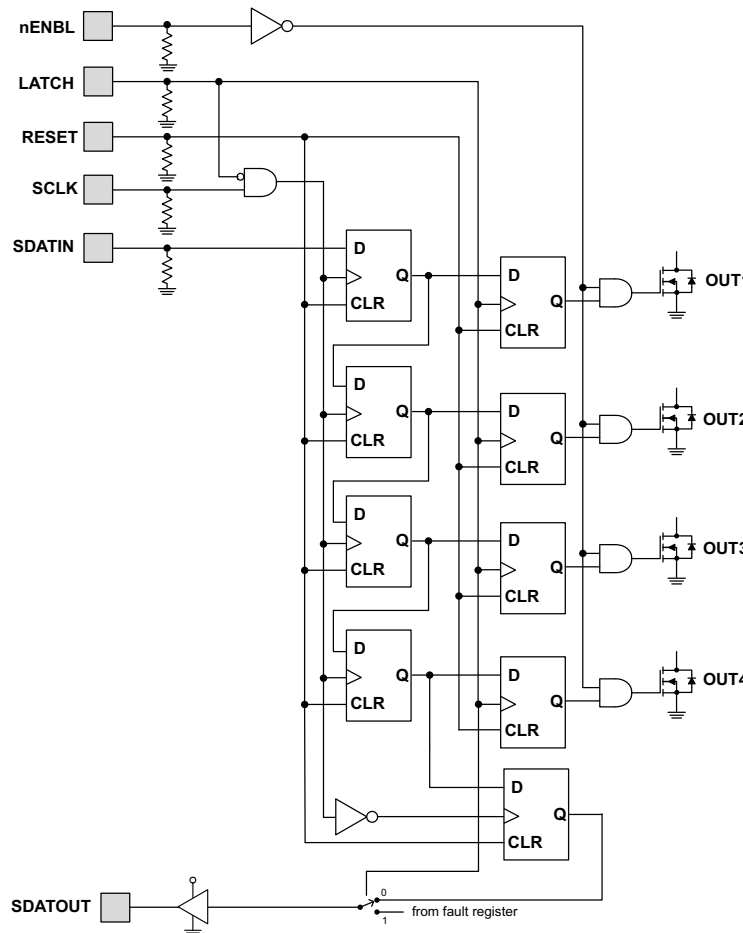 nENBL
LATCH
RESET
SCLK
SDATIN
D
Q
CLR
D
Q
CLR
OUT1
D
Q
CLR
D
Q
CLR
OUT2
D
Q
CLR
D
Q
CLR
OUT3
D
Q
CLR
D
Q
CLR
OUT4
D
Q
CLR
SDATOUT
0
from fault register
1